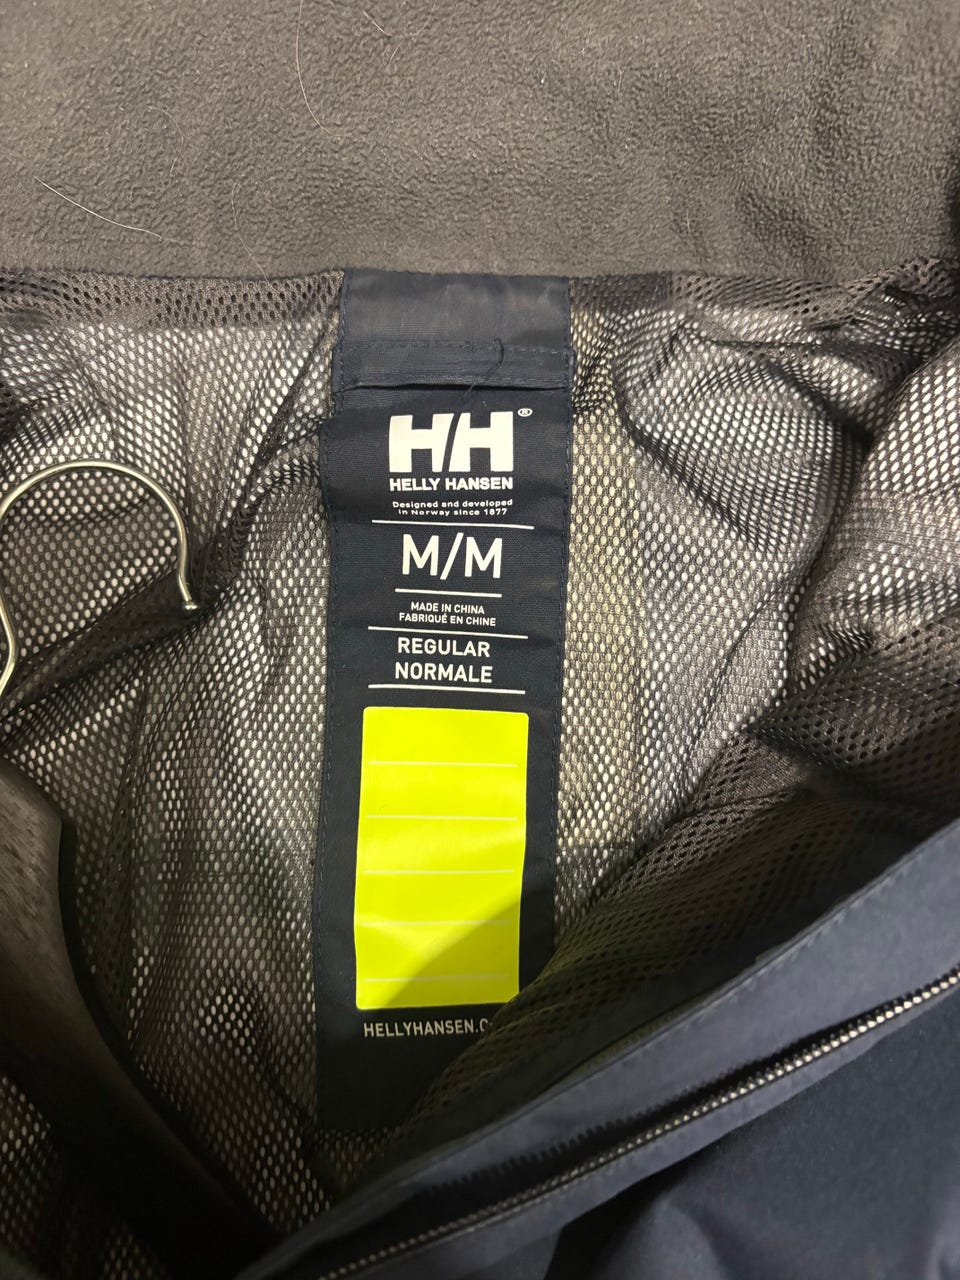 HH®
HELLY HANSEN
Designed and developed
in Norway since 1877
M/M
MADE IN CHINA
FABRIQUÉ EN CHINE
REGULAR
NORMALE